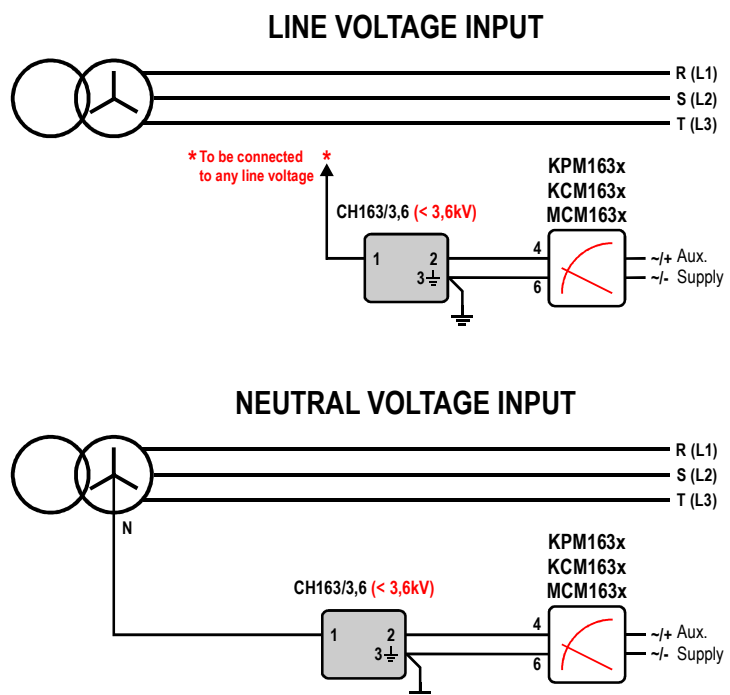 LINE VOLTAGE INPUT
R (L1)
S (L2)
T (L3)
* To be connected *
to any line voltage
KPM163x
KCM163x
MCM163x
CH163/3,6 (< 3,6kV)
1 2
3
4
6
~/+ Aux.
~/- Supply
NEUTRAL VOLTAGE INPUT
R (L1)
S (L2)
T (L3)
N
KPM163x
KCM163x
MCM163x
CH163/3,6 (< 3,6kV)
1 2
3
4
6
~/+ Aux.
~/- Supply